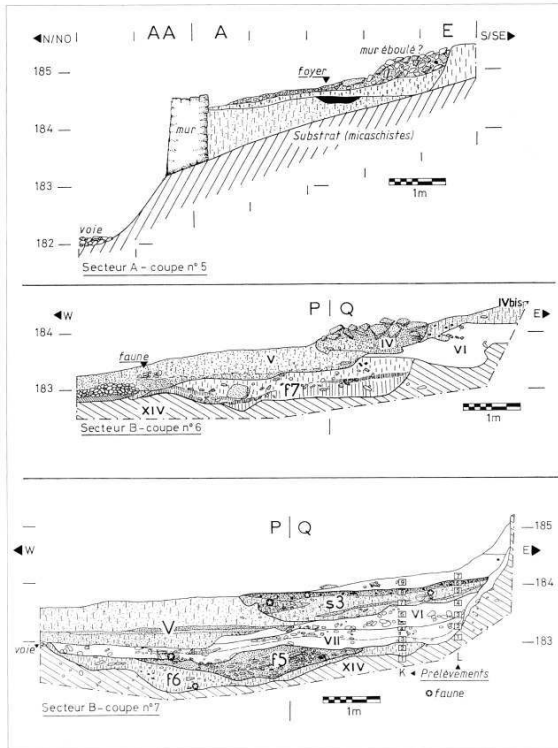 ◄N/NO AA | A E S/SE►
mur éboulé ?
foyer
185
184
183
182
mur
Substrat (micaschistes)
voie
1m
Secteur A - coupe n° 5
◄W P | Q E►
IVbis
184
183
faune
V
IV
VI
f7
XIV
1m
Secteur B - coupe n° 6
◄W P | Q E►
185
184
183
s3
V
VI
VII
voie
f5
f6
XIV
K ◄ Prélèvements
faune
1m
Secteur B - coupe n° 7